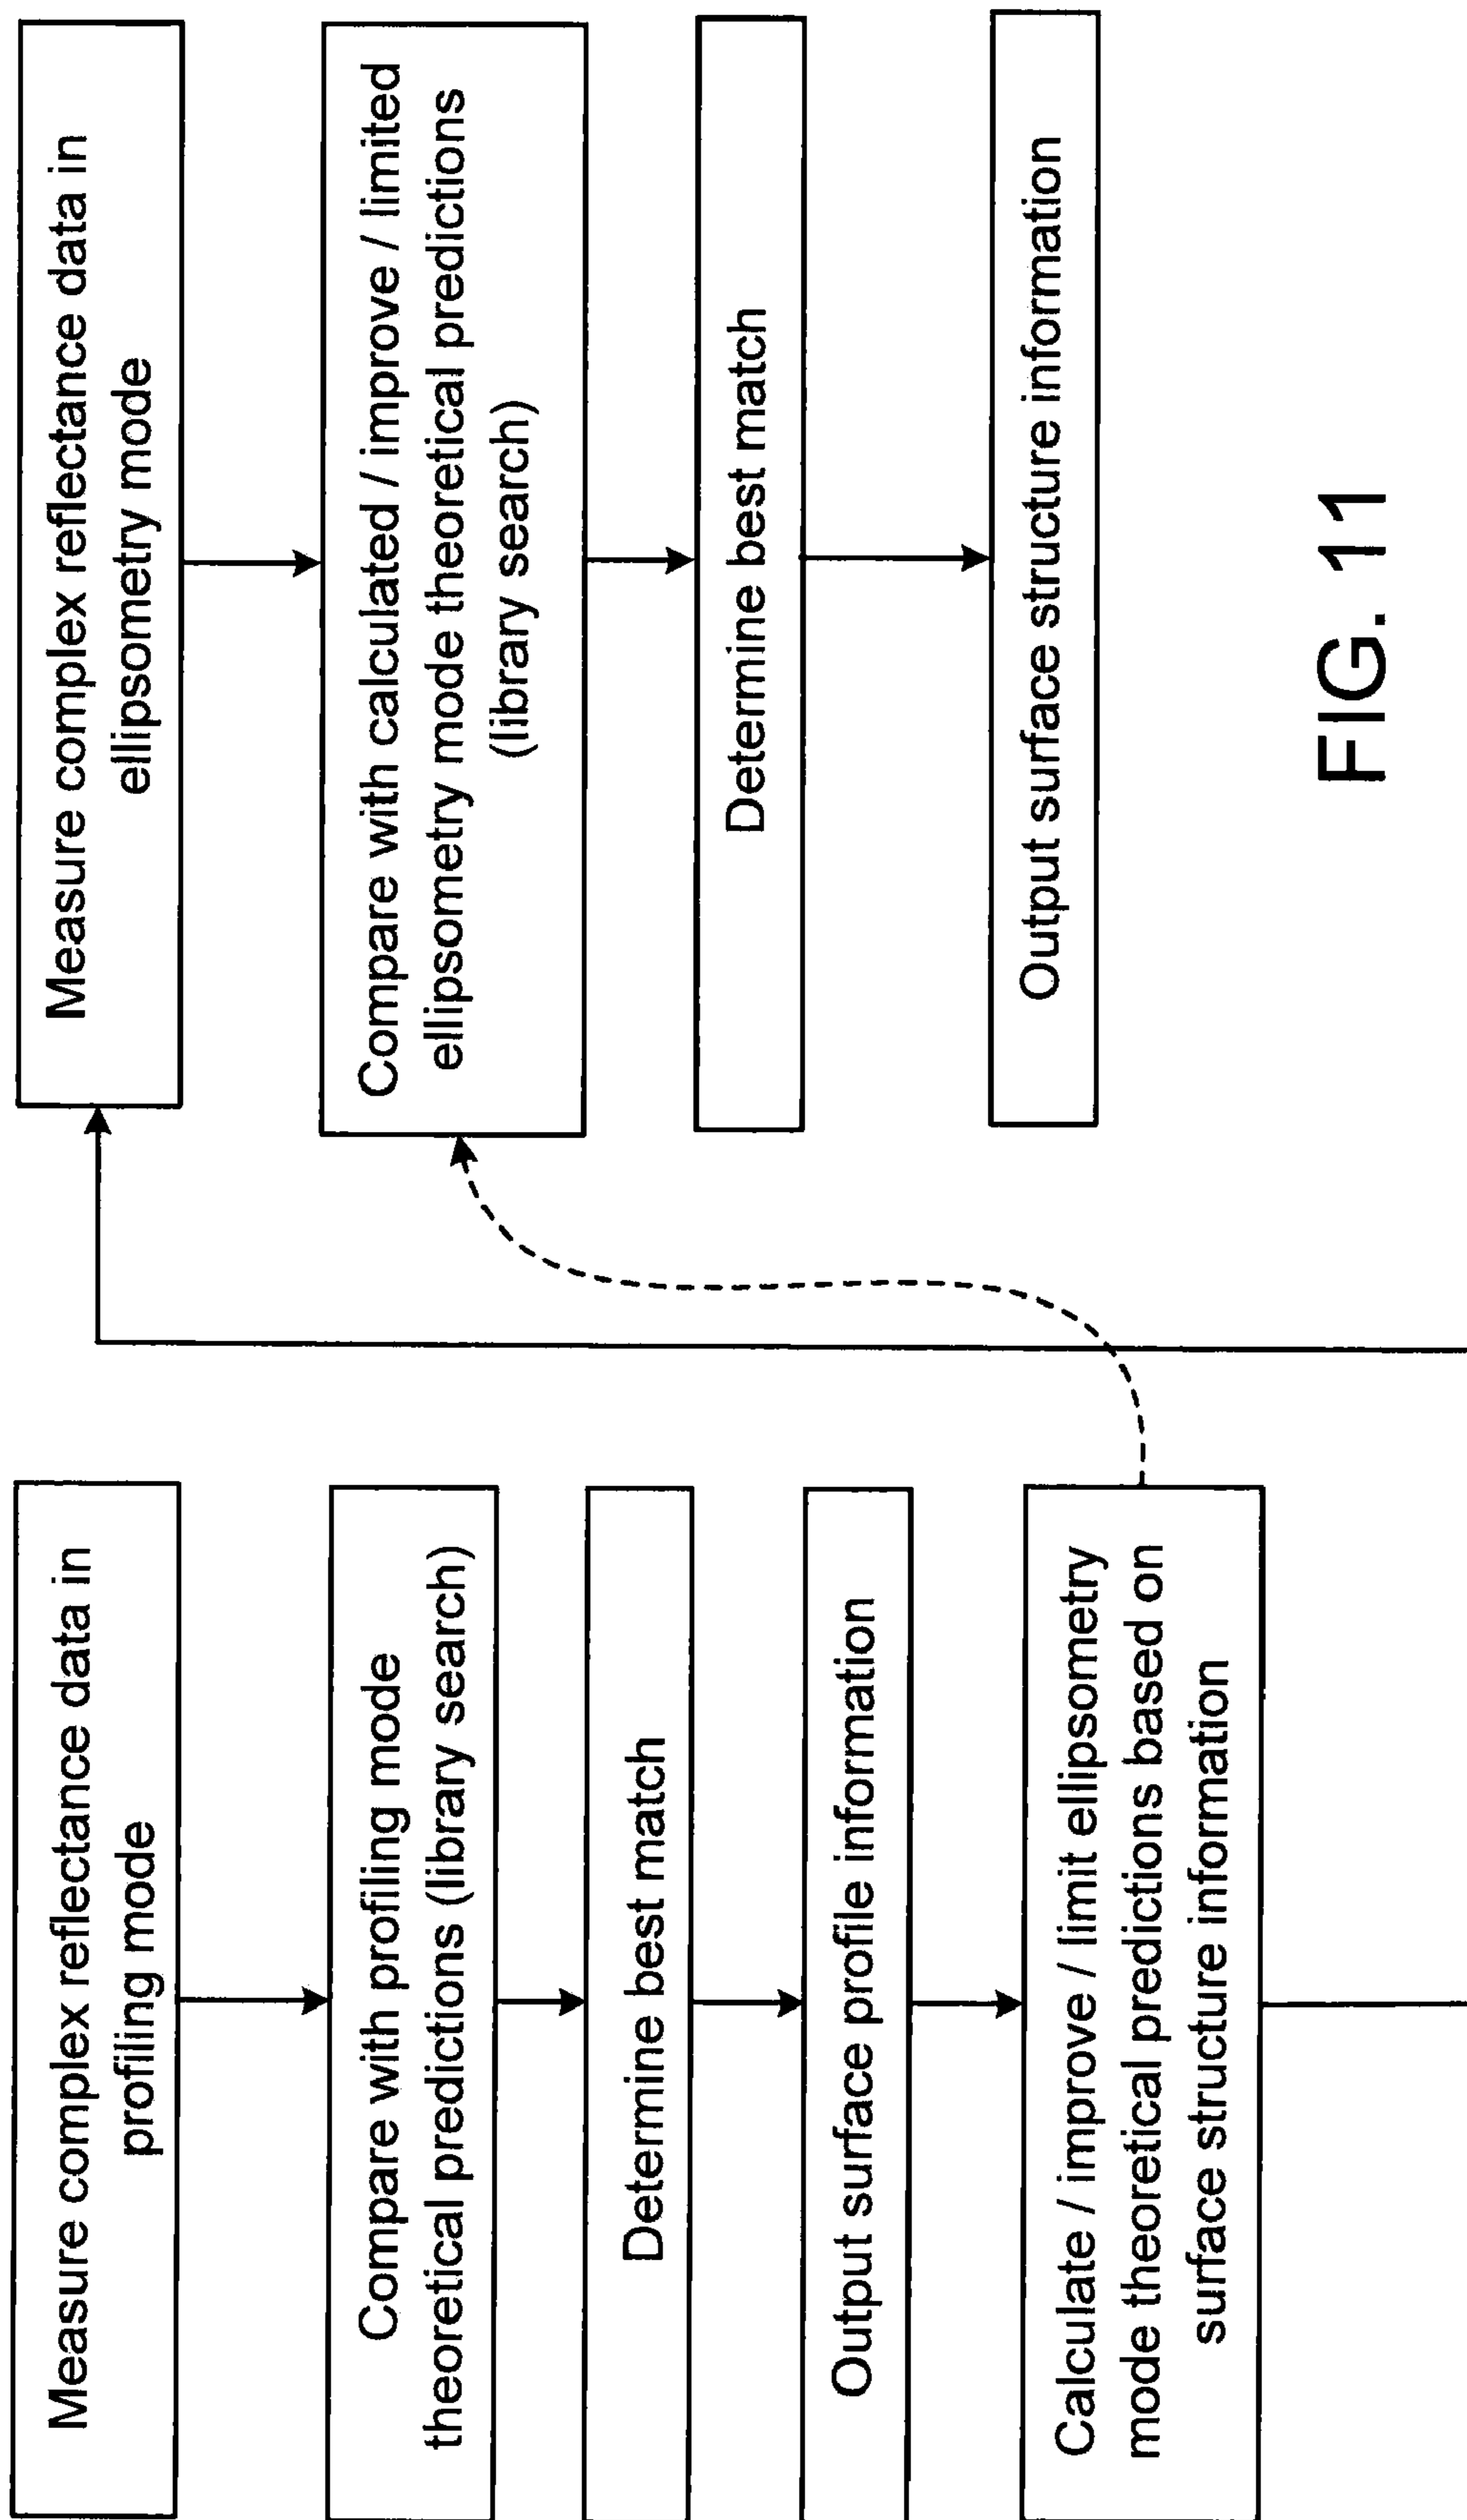 Measure complex reflectance data in
profiling mode
Compare with profiling mode
theoretical predictions (library search)
Determine best match
Output surface profile information
Calculate / improve / limit ellipsometry
mode theoretical predictions based on
surface structure information
Measure complex reflectance data in
ellipsometry mode
Compare with calculated / improve / limited
ellipsometry mode theoretical predictions
(library search)
Determine best match
Output surface structure information
FIG. 11